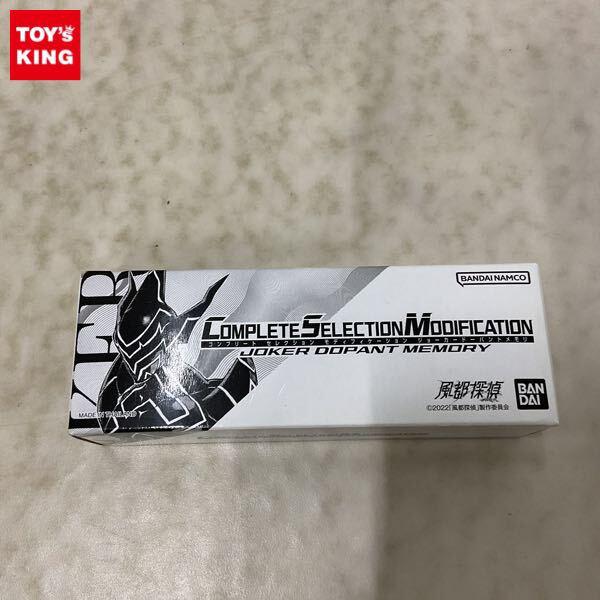 TOY's
KING
BANDAI NAMCO
COMPLETE SELECTION MODIFICATION
コンプリート セレクション モディフィケーション ジョーカードーパントメモリ
JOKER DOPANT MEMORY
風都探偵
©2022「風都探偵」製作委員会
BAN
DAI
MADE IN THAILAND